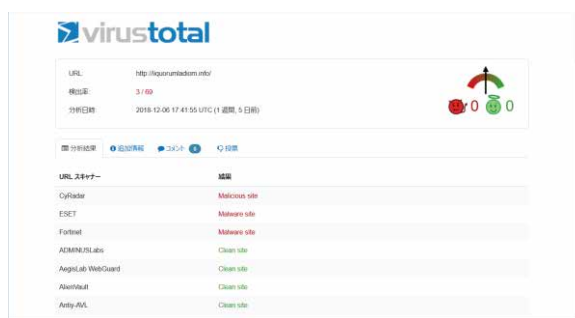 virustotal
URL: http://liquorumtadiom.info/
検出率: 3 / 69
分析日時: 2018-12-06 17:41:55 UTC (1 週間, 5 日前)
0 0
分析結果 追加情報 コメント 投票
URL スキャナー 結果
CyRadar Malicious site
ESET Malware site
Fortinet Malware site
ADMINUSLabs Clean site
AegisLab WebGuard Clean site
AlienVault Clean site
Antiy-AVL Clean site